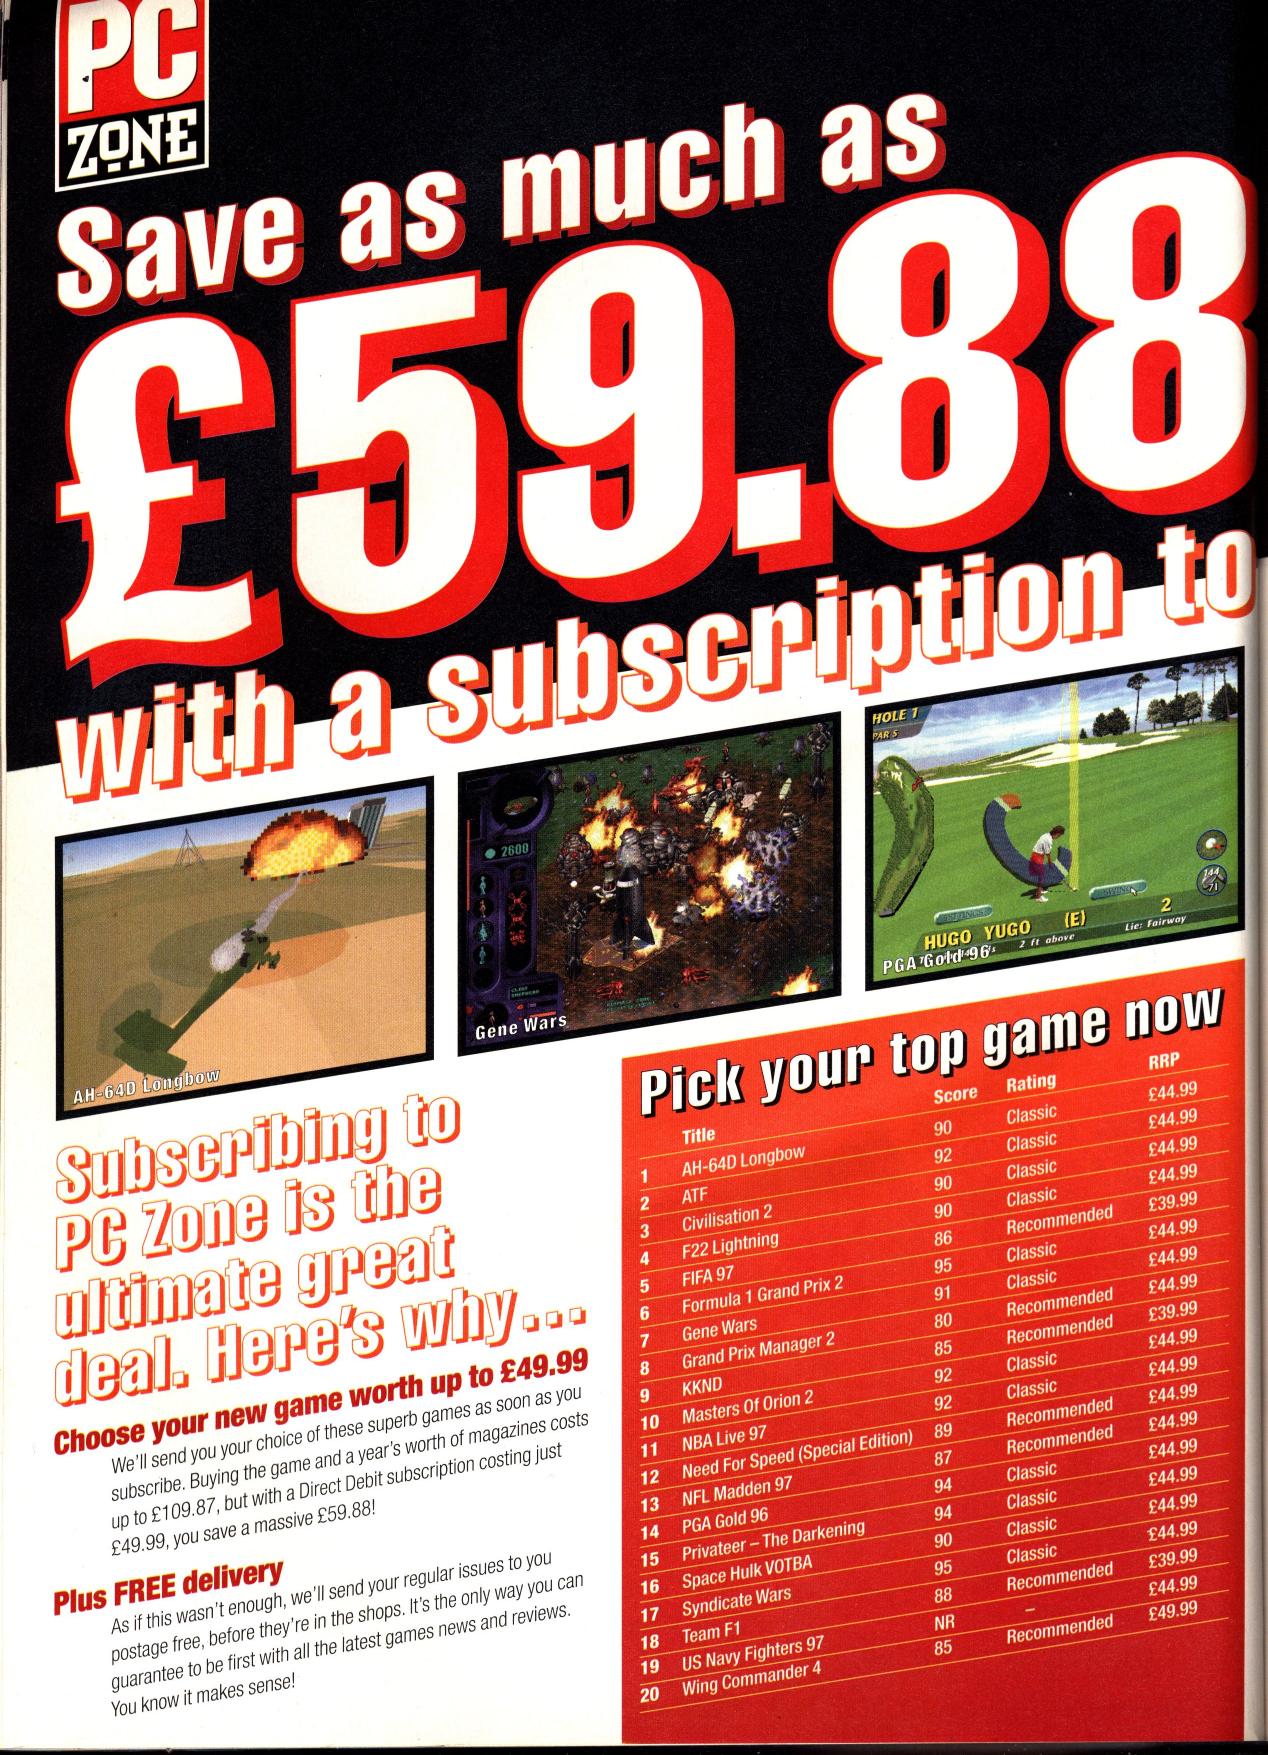 PC
ZONE
Save as much as
£59.88
with a subscription to
AH-64D Longbow
2600
Gene Wars
HOLE 1
PAR 5
SETTINGS
SWING
144
71
HUGO YUGO (E) 2
2 ft above Lie: Fairway
PGA Gold 96
Subscribing to
PC Zone is the
ultimate great
deal. Here's why...
Choose your new game worth up to £49.99
We'll send you your choice of these superb games as soon as you
subscribe. Buying the game and a year's worth of magazines costs
up to £109.87, but with a Direct Debit subscription costing just
£49.99, you save a massive £59.88!
Plus FREE delivery
As if this wasn't enough, we'll send your regular issues to you
postage free, before they're in the shops. It's the only way you can
guarantee to be first with all the latest games news and reviews.
You know it makes sense!
Pick your top game now
Title Score Rating RRP
1 AH-64D Longbow 90 Classic £44.99
2 ATF 92 Classic £44.99
3 Civilisation 2 90 Classic £44.99
4 F22 Lightning 90 Classic £44.99
5 FIFA 97 86 Recommended £39.99
6 Formula 1 Grand Prix 2 95 Classic £44.99
7 Gene Wars 91 Classic £44.99
8 Grand Prix Manager 2 80 Recommended £44.99
9 KKND 85 Recommended £39.99
10 Masters Of Orion 2 92 Classic £44.99
11 NBA Live 97 92 Classic £44.99
12 Need For Speed (Special Edition) 89 Recommended £44.99
13 NFL Madden 97 87 Recommended £44.99
14 PGA Gold 96 94 Classic £44.99
15 Privateer – The Darkening 94 Classic £44.99
16 Space Hulk VOTBA 90 Classic £44.99
17 Syndicate Wars 95 Classic £44.99
18 Team F1 88 Recommended £39.99
19 US Navy Fighters 97 NR – £44.99
20 Wing Commander 4 85 Recommended £49.99